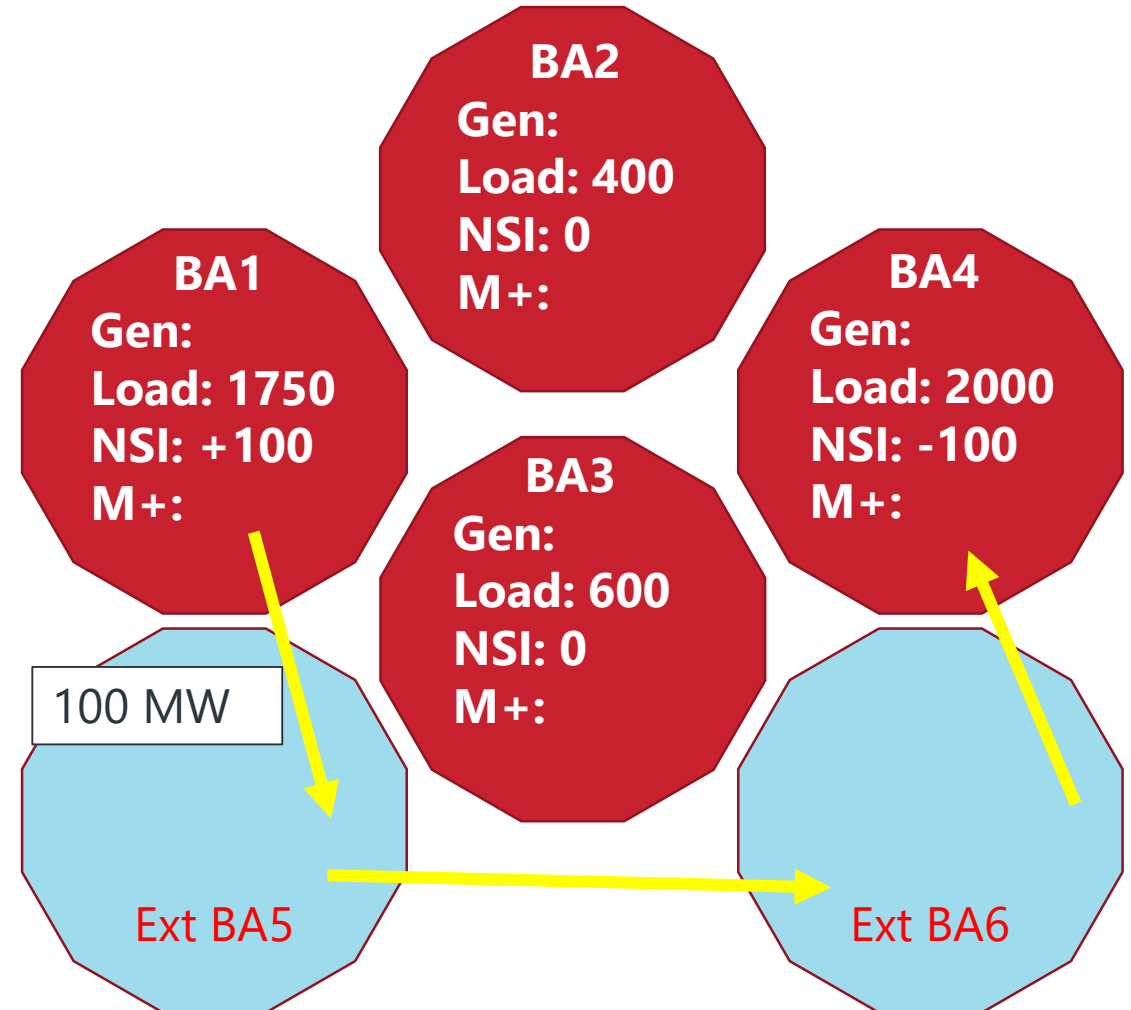 BA2
Gen:
Load: 400
NSI: 0
M+:
BA1
Gen:
Load: 1750
NSI: +100
M+:
BA4
Gen:
Load: 2000
NSI: -100
M+:
BA3
Gen:
Load: 600
NSI: 0
M+:
100 MW
Ext BA5
Ext BA6